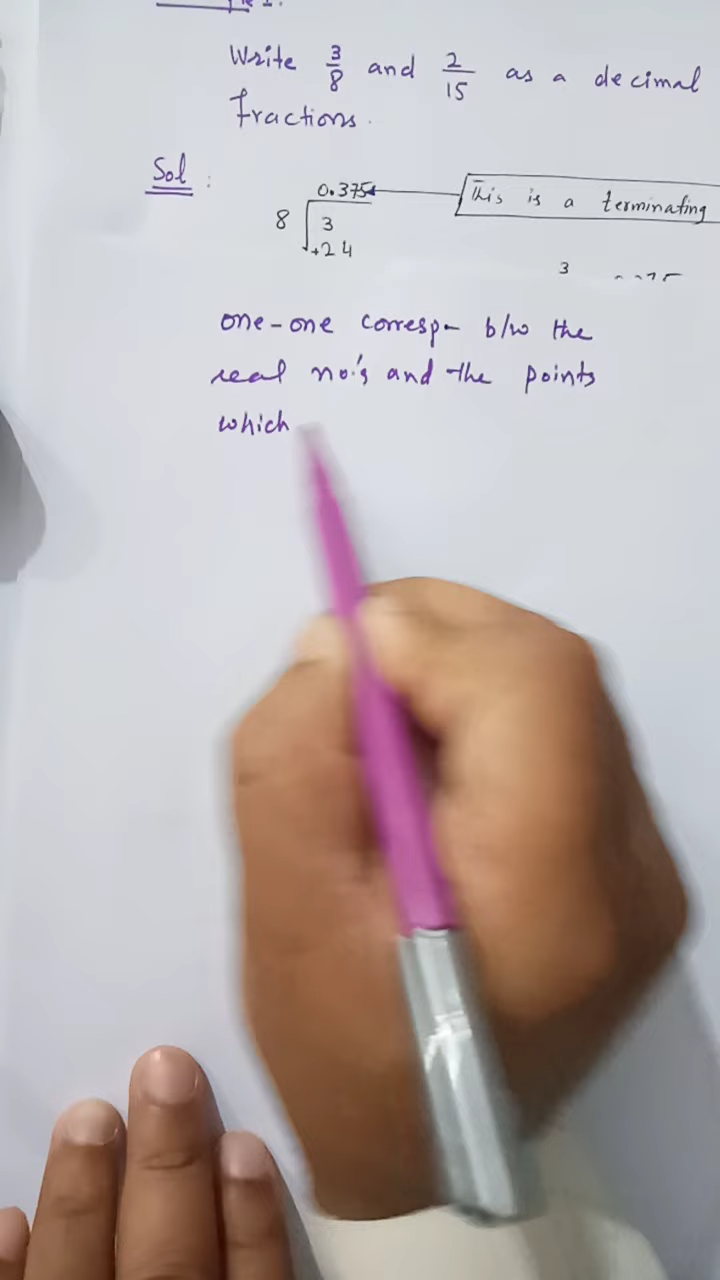 Write 3/8 and 2/15 as a decimal
fractions.
Sol :
0.375
This is a terminating
8 3
24
3
one-one corresp- b/w the
real no's and the points
which